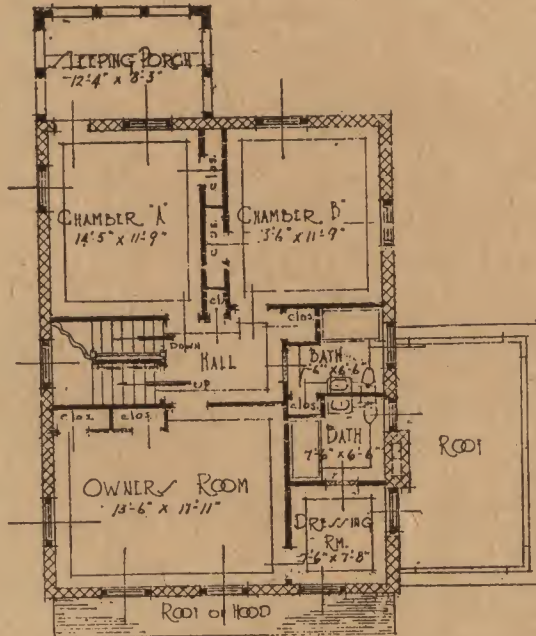 SLEEPING PORCH
12'-4" x 8'-3"
clos.
CHAMBER "A"
14'-5" x 11'-9"
clos.
CHAMBER "B"
13'-6" x 11'-9"
clo.
clos.
DOWN
HALL
UP
BATH
7'-6" x 6'-6"
clos.
clos.
clos.
BATH
7'-6" x 6'-6"
ROOF
OWNERS ROOM
13'-6" x 17'-11"
DRESSING
RM.
x 7'-8"
ROOF OF HOOD